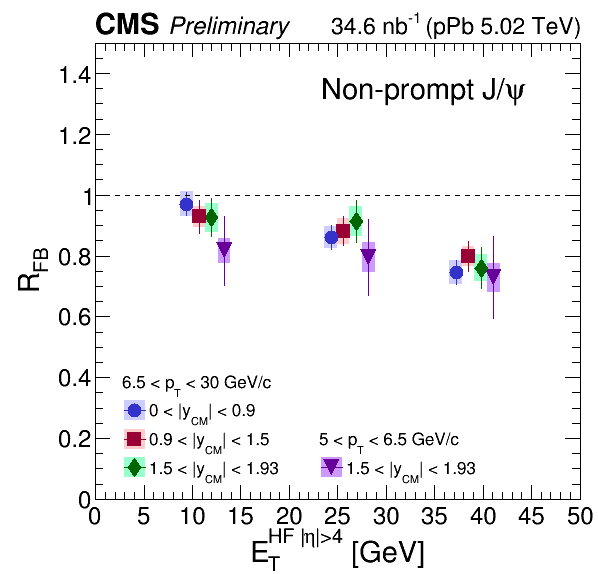 CMS Preliminary 34.6 nb⁻¹ (pPb 5.02 TeV)
Non-prompt J/ψ
1.4
1.2
1
0.8
0.6
0.4
0.2
0
R_FB
6.5 < p_T < 30 GeV/c
0 < |y_CM| < 0.9
0.9 < |y_CM| < 1.5
1.5 < |y_CM| < 1.93
5 < p_T < 6.5 GeV/c
1.5 < |y_CM| < 1.93
0 5 10 15 20 25 30 35 40 45 50
E_T^HF |η|>4 [GeV]